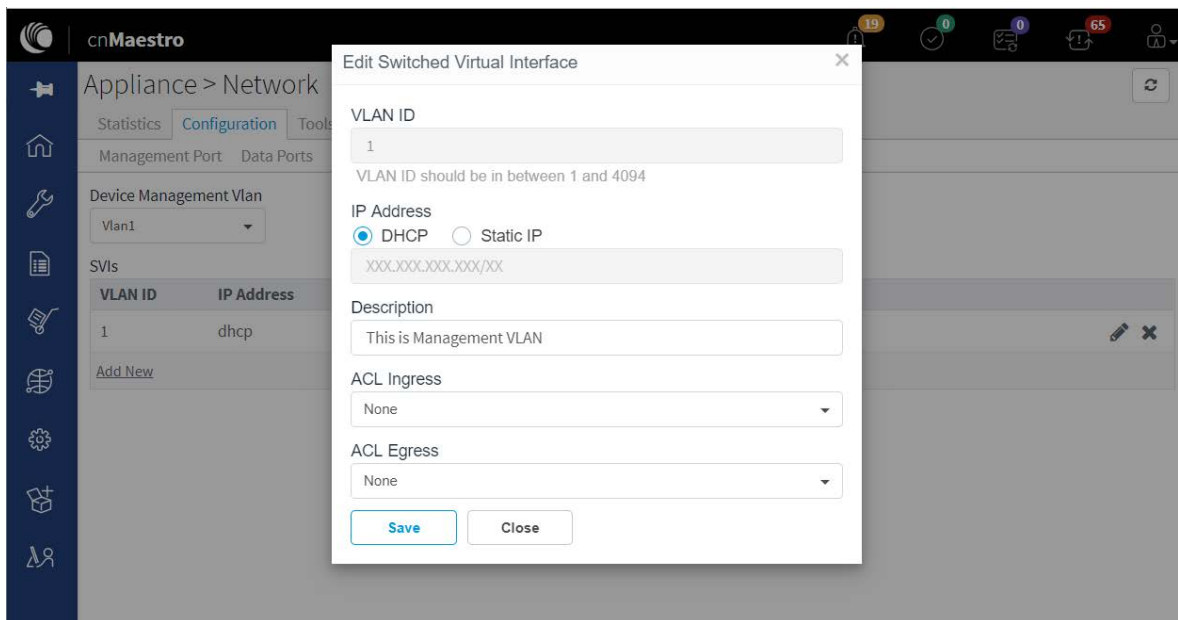 cnMaestro
19
0
0
65
Appliance > Network
Statistics Configuration Tools
Management Port Data Ports
Device Management Vlan
Vlan1
SVIs
VLAN ID IP Address
1 dhcp
Add New
Edit Switched Virtual Interface
VLAN ID
1
VLAN ID should be in between 1 and 4094
IP Address
DHCP Static IP
XXX.XXX.XXX.XXX/XX
Description
This is Management VLAN
ACL Ingress
None
ACL Egress
None
Save Close